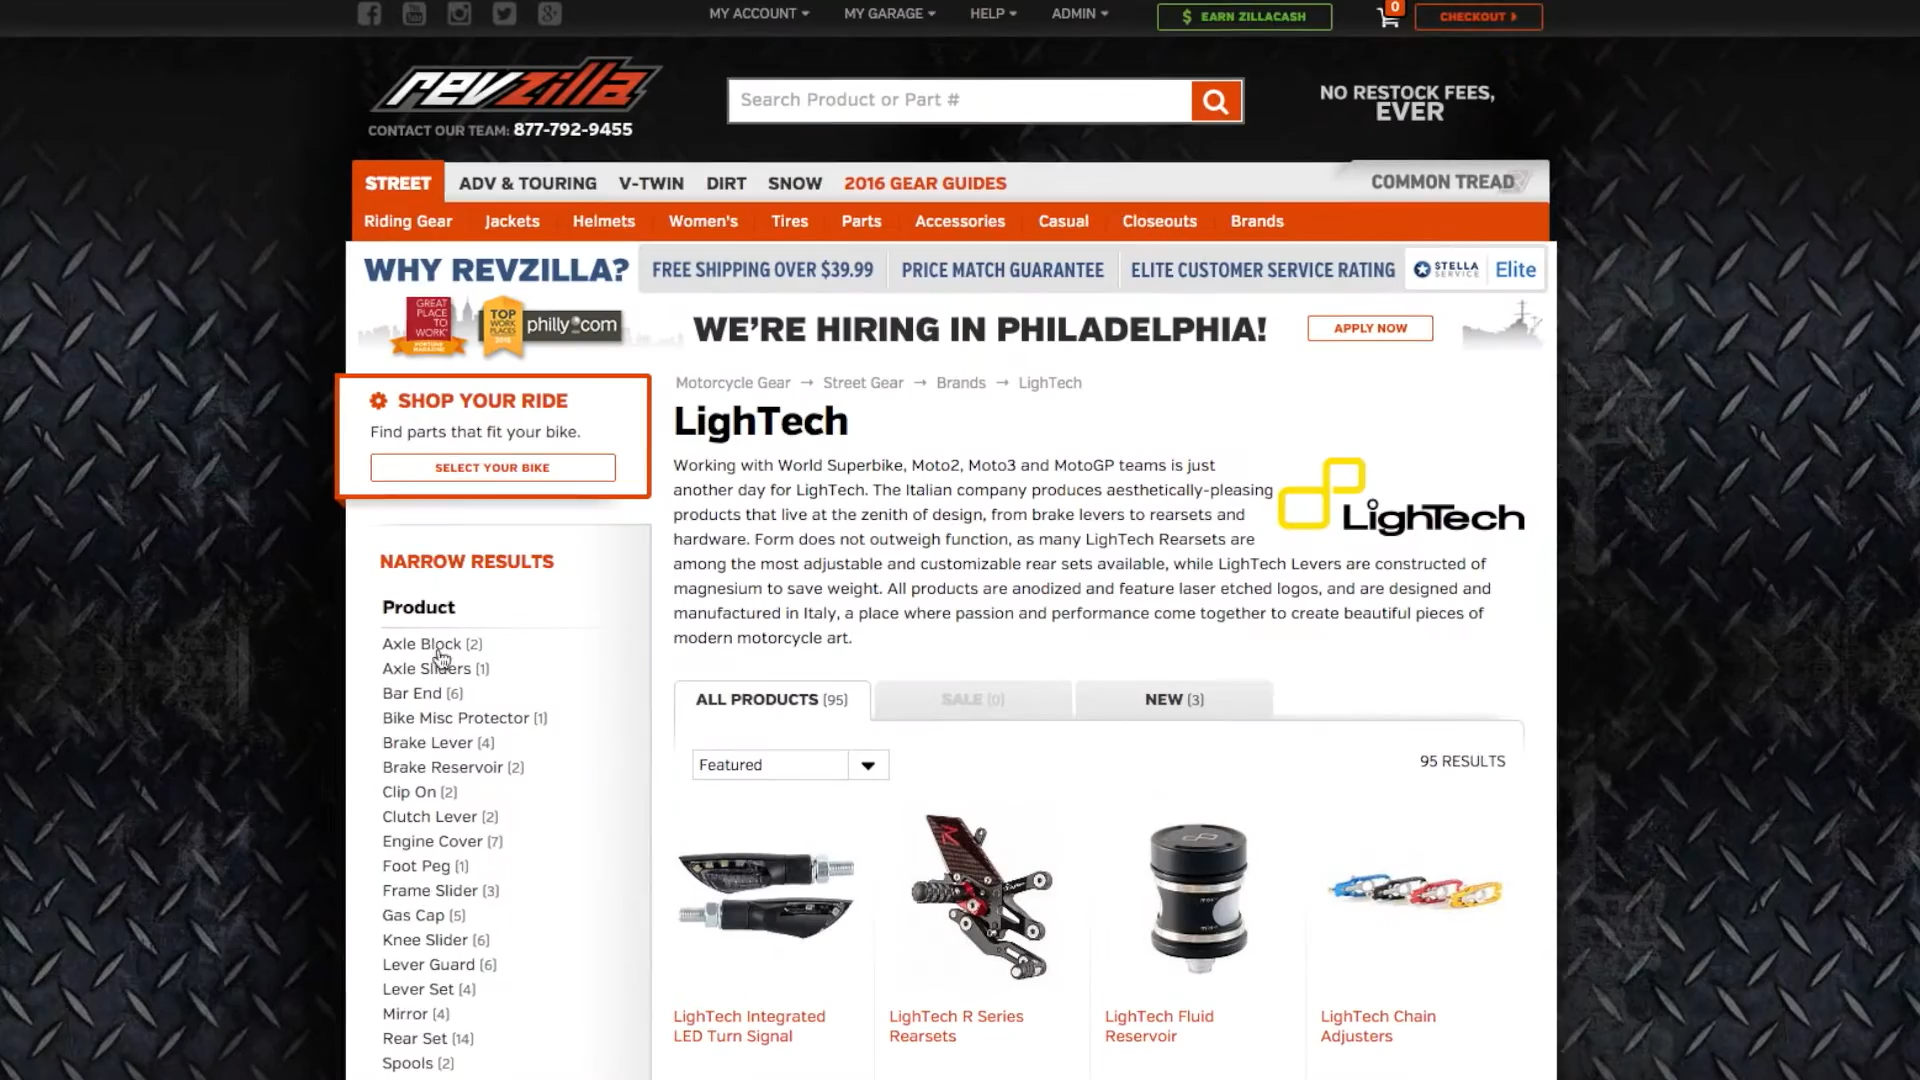 MY ACCOUNT
MY GARAGE
HELP
ADMIN
$ EARN ZILLACASH
0
CHECKOUT
revzilla
CONTACT OUR TEAM: 877-792-9455
Search Product or Part #
NO RESTOCK FEES,
EVER
STREET
ADV & TOURING
V-TWIN
DIRT
SNOW
2016 GEAR GUIDES
COMMON TREAD
Riding Gear
Jackets
Helmets
Women's
Tires
Parts
Accessories
Casual
Closeouts
Brands
WHY REVZILLA?
FREE SHIPPING OVER $39.99
PRICE MATCH GUARANTEE
ELITE CUSTOMER SERVICE RATING
STELLA
SERVICE
Elite
GREAT
PLACE
TO
WORK
FORTUNE MAGAZINE
TOP
WORK
PLACES
philly.com
WE'RE HIRING IN PHILADELPHIA!
APPLY NOW
SHOP YOUR RIDE
Find parts that fit your bike.
SELECT YOUR BIKE
Motorcycle Gear → Street Gear → Brands → LighTech
LighTech
Working with World Superbike, Moto2, Moto3 and MotoGP teams is just
another day for LighTech. The Italian company produces aesthetically-pleasing
products that live at the zenith of design, from brake levers to rearsets and
hardware. Form does not outweigh function, as many LighTech Rearsets are
among the most adjustable and customizable rear sets available, while LighTech Levers are constructed of
magnesium to save weight. All products are anodized and feature laser etched logos, and are designed and
manufactured in Italy, a place where passion and performance come together to create beautiful pieces of
modern motorcycle art.
LighTech
NARROW RESULTS
Product
Axle Block (2)
Axle Sliders (1)
Bar End (6)
Bike Misc Protector (1)
Brake Lever (4)
Brake Reservoir (2)
Clip On (2)
Clutch Lever (2)
Engine Cover (7)
Foot Peg (1)
Frame Slider (3)
Gas Cap (5)
Knee Slider (6)
Lever Guard (6)
Lever Set (4)
Mirror (4)
Rear Set (14)
Spools (2)
ALL PRODUCTS (95)
SALE (0)
NEW (3)
Featured
95 RESULTS
LighTech Integrated
LED Turn Signal
LighTech R Series
Rearsets
LighTech Fluid
Reservoir
LighTech Chain
Adjusters